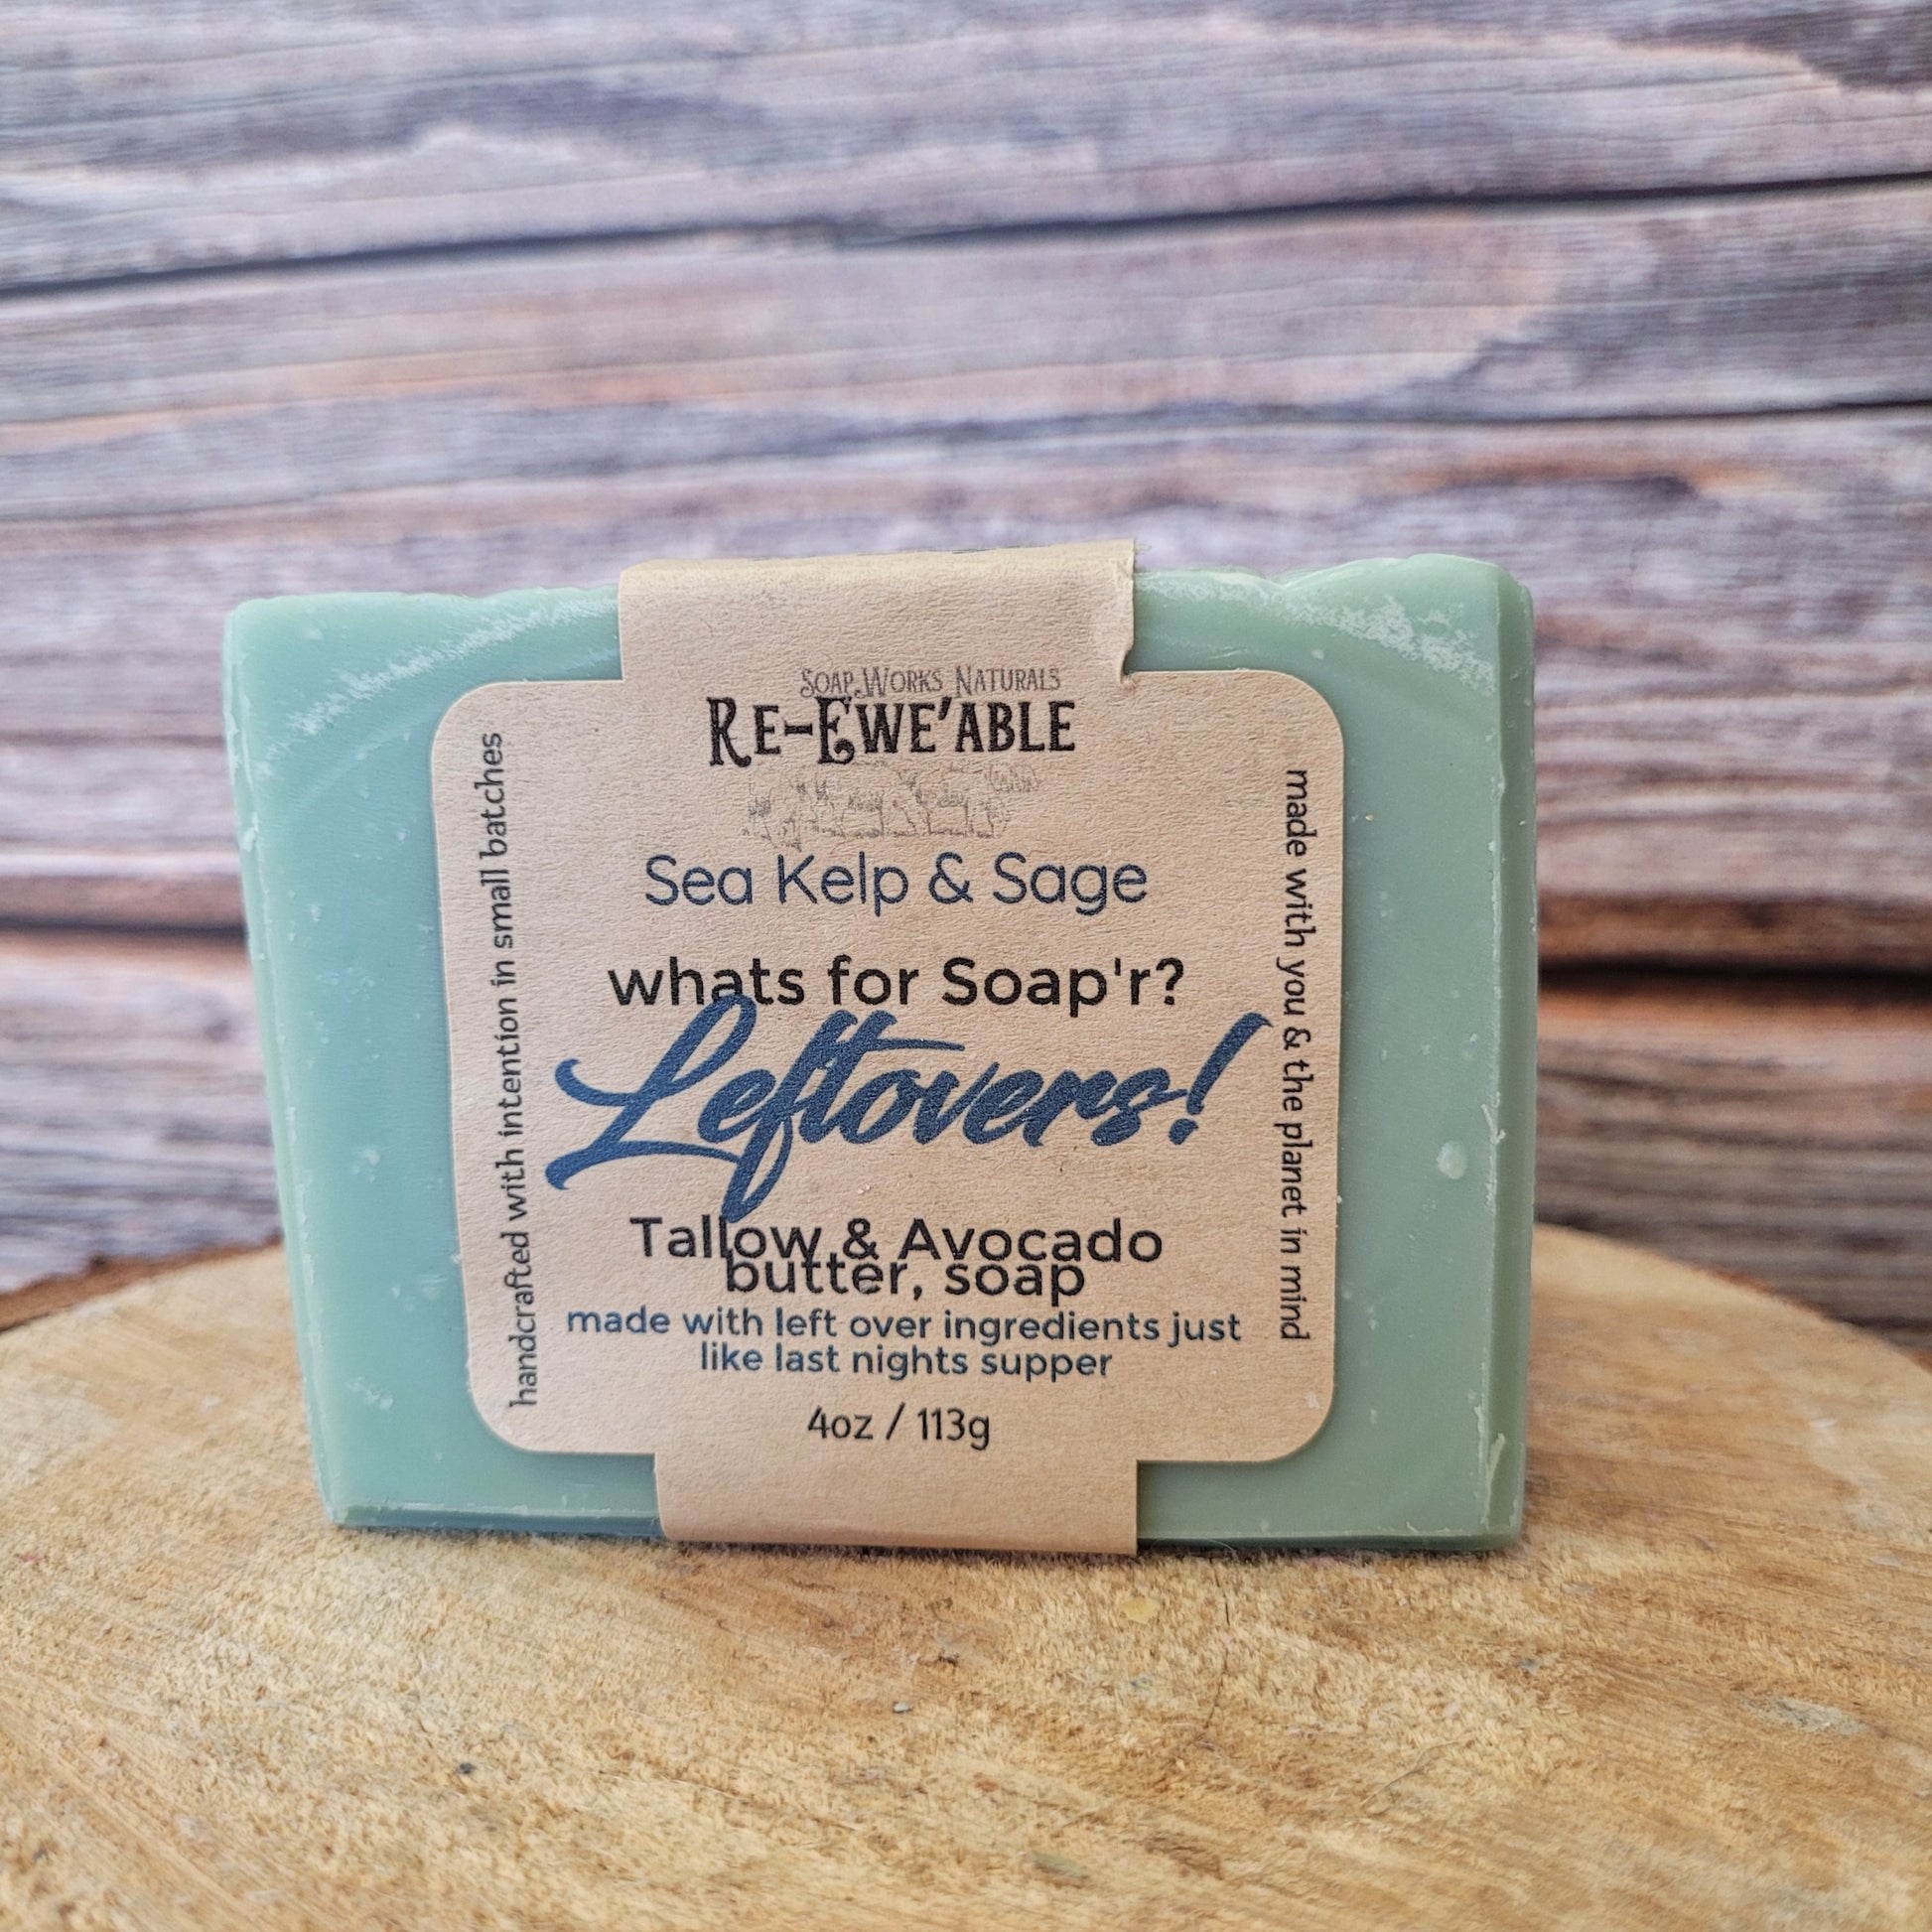 Soap Works Naturals
Re-Ewe'able
Sea Kelp & Sage
whats for Soap'r?
Leftovers!
Tallow & Avocado
butter, soap
made with left over ingredients just
like last nights supper
4oz / 113g
handcrafted with intention in small batches
made with you & the planet in mind